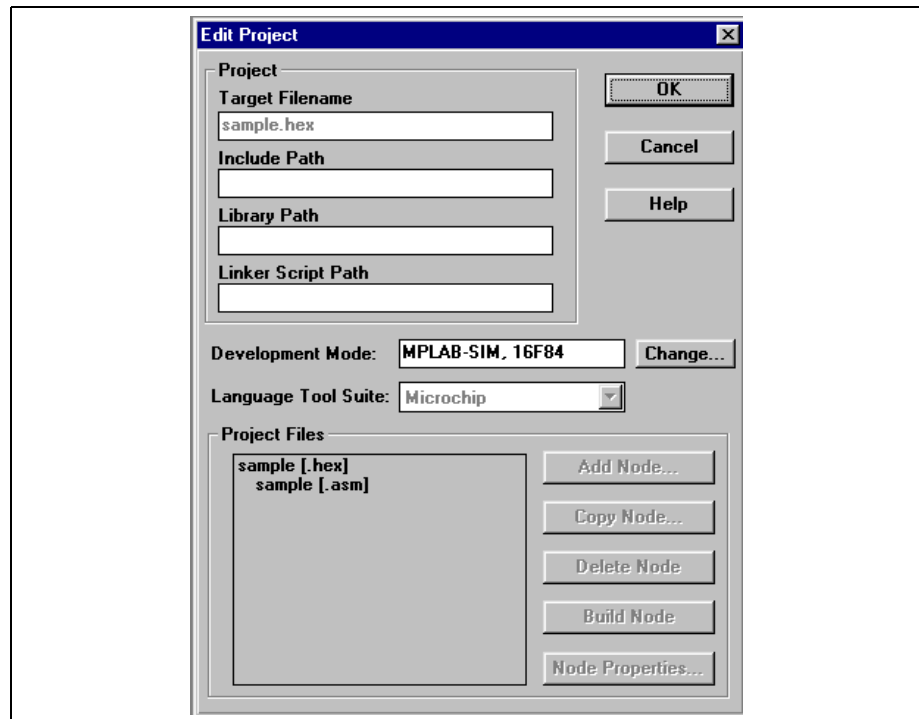 Edit Project
Project
OK
Target Filename
sample.hex
Cancel
Include Path
Help
Library Path
Linker Script Path
Development Mode: MPLAB-SIM, 16F84 Change...
Language Tool Suite: Microchip
Project Files
sample [.hex]
sample [.asm]
Add Node...
Copy Node...
Delete Node
Build Node
Node Properties...